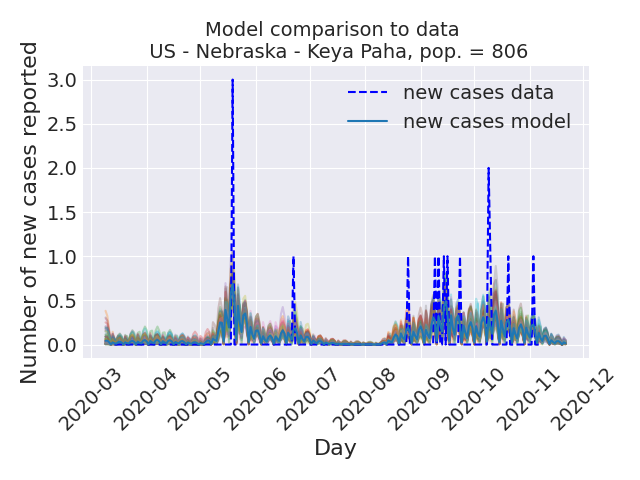 Model comparison to data
US - Nebraska - Keya Paha, pop. = 806
Number of new cases reported
3.0
2.5
2.0
1.5
1.0
0.5
0.0
new cases data
new cases model
2020-03
2020-04
2020-05
2020-06
2020-07
2020-08
2020-09
2020-10
2020-11
2020-12
Day